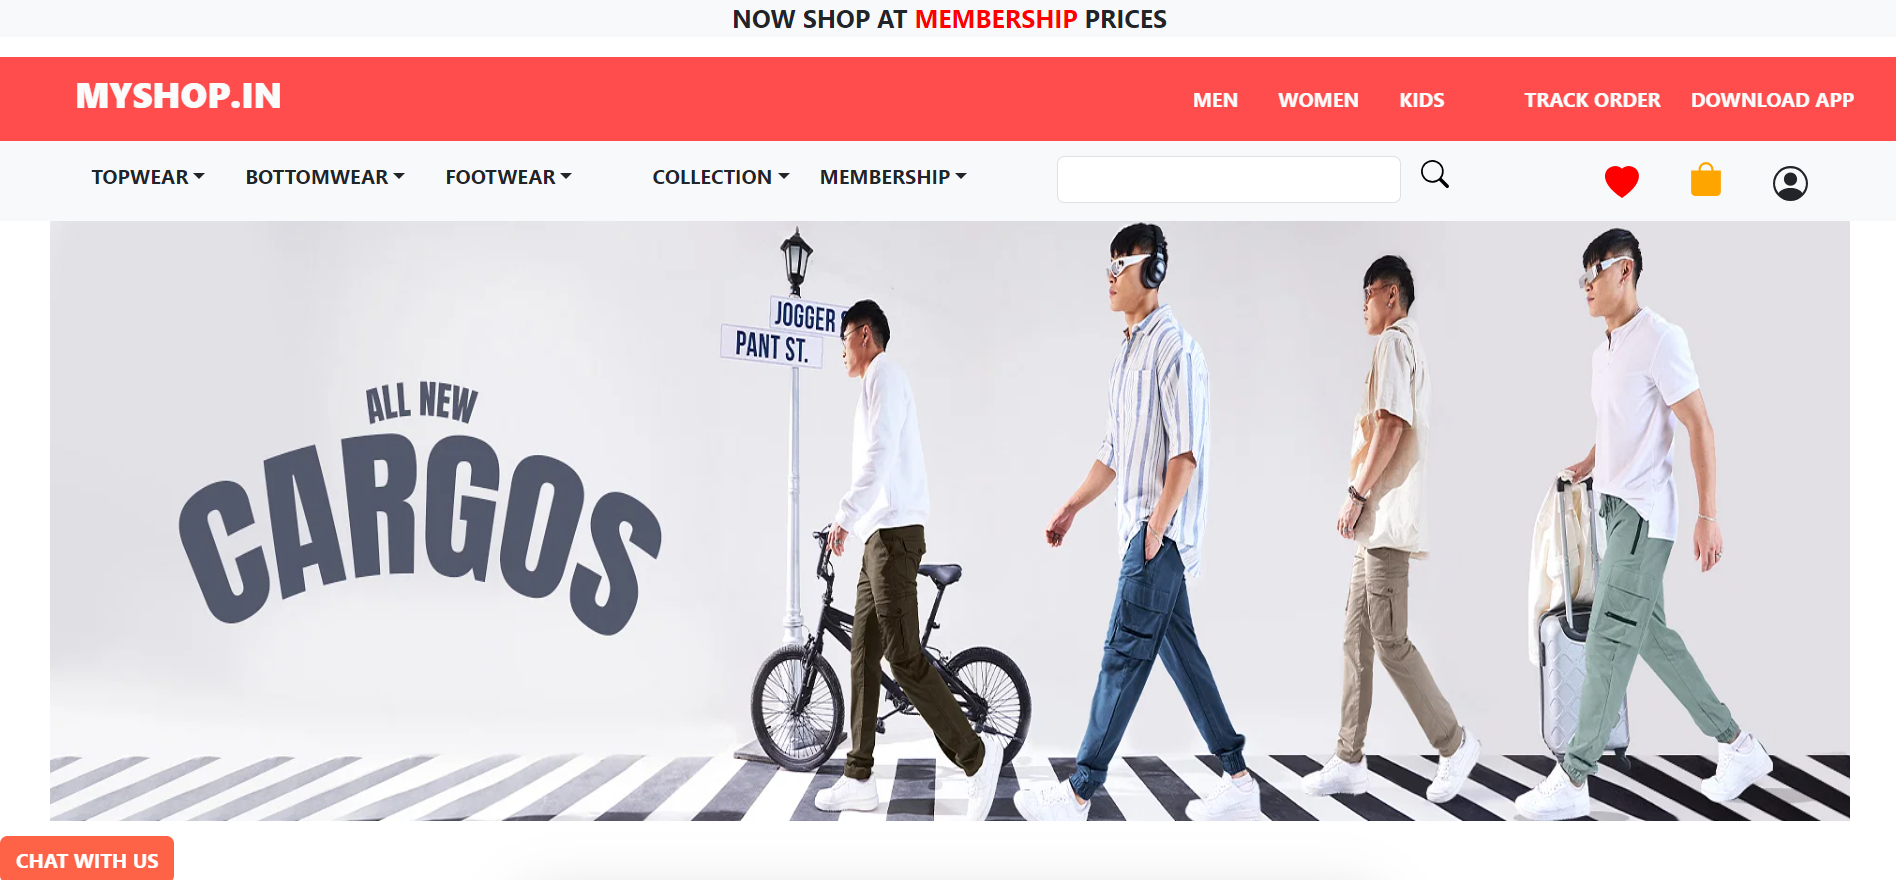 NOW SHOP AT MEMBERSHIP PRICES
MYSHOP.IN
MEN WOMEN KIDS TRACK ORDER DOWNLOAD APP
TOPWEAR BOTTOMWEAR FOOTWEAR COLLECTION MEMBERSHIP
JOGGER
PANT ST.
ALL NEW
CARGOS
CHAT WITH US